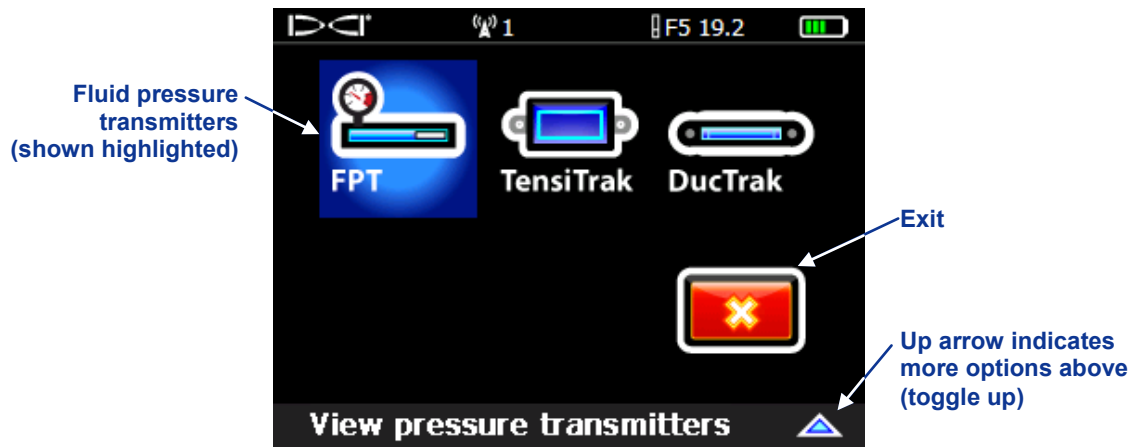 1 F5 19.2
Fluid pressure
transmitters
(shown highlighted)
FPT TensiTrak DucTrak
Exit
Up arrow indicates
more options above
(toggle up)
View pressure transmitters